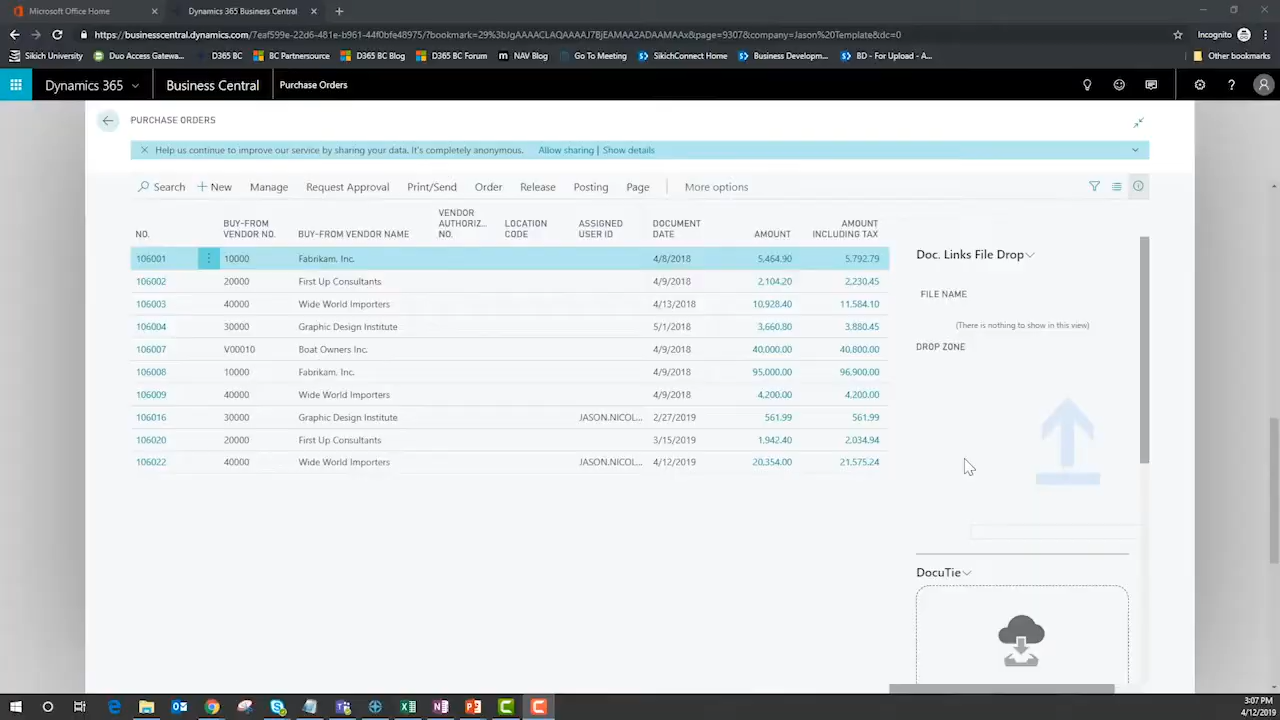 Microsoft Office Home
Dynamics 365 Business Central
https://businesscentral.dynamics.com/7eaf599e-22d6-481e-b961-44f0bfe48975/?bookmark=29%3bJgAAAACLAQAAAAJ7BjEAMAA2ADAAMAAx&page=9307&company=Jason%20Template&dc=0
Incognito
Sikich University
Duo Access Gatewa...
D365 BC
BC Partnersource
D365 BC Blog
D365 BC Forum
NAV Blog
Go To Meeting
SikichConnect Home
Business Developm...
BD - For Upload - A...
Other bookmarks
Dynamics 365
Business Central
Purchase Orders
PURCHASE ORDERS
Help us continue to improve our service by sharing your data. It's completely anonymous. Allow sharing | Show details
Search New Manage Request Approval Print/Send Order Release Posting Page More options
NO. BUY-FROM VENDOR NO. BUY-FROM VENDOR NAME VENDOR AUTHORIZ... NO. LOCATION CODE ASSIGNED USER ID DOCUMENT DATE AMOUNT AMOUNT INCLUDING TAX
106001 10000 Fabrikam, Inc. 4/8/2018 5,464.90 5,792.79
106002 20000 First Up Consultants 4/9/2018 2,104.20 2,230.45
106003 40000 Wide World Importers 4/13/2018 10,928.40 11,584.10
106004 30000 Graphic Design Institute 5/1/2018 3,660.80 3,880.45
106007 V00010 Boat Owners Inc. 4/9/2018 40,000.00 40,800.00
106008 10000 Fabrikam, Inc. 4/9/2018 95,000.00 96,900.00
106009 40000 Wide World Importers 4/9/2018 4,200.00 4,200.00
106016 30000 Graphic Design Institute JASON.NICOL... 2/27/2019 561.99 561.99
106020 20000 First Up Consultants 3/15/2019 1,942.40 2,034.94
106022 40000 Wide World Importers JASON.NICOL... 4/12/2019 20,354.00 21,575.24
Doc. Links File Drop
FILE NAME
(There is nothing to show in this view)
DROP ZONE
DocuTie
3:07 PM
4/12/2019